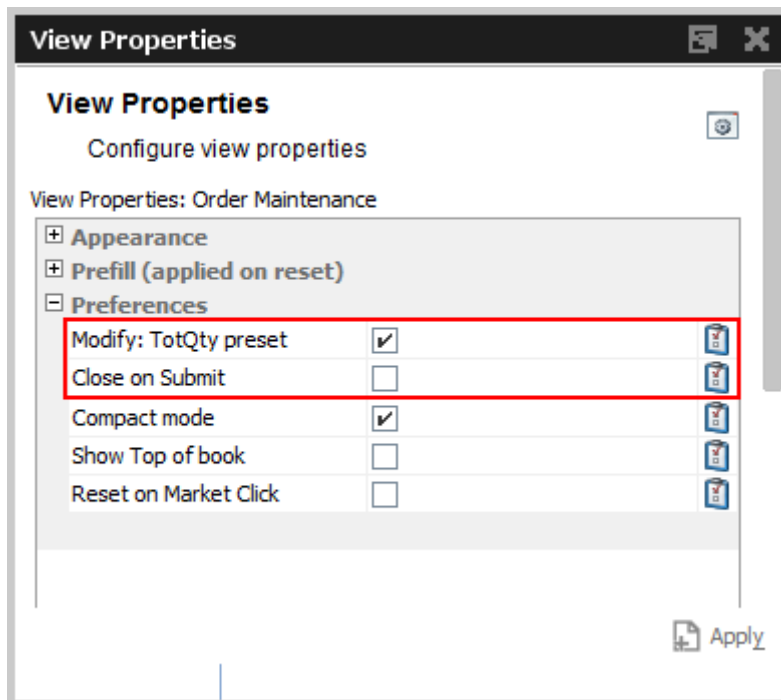 View Properties
View Properties
Configure view properties
View Properties: Order Maintenance
Appearance
Prefill (applied on reset)
Preferences
Modify: TotQty preset
Close on Submit
Compact mode
Show Top of book
Reset on Market Click
Apply